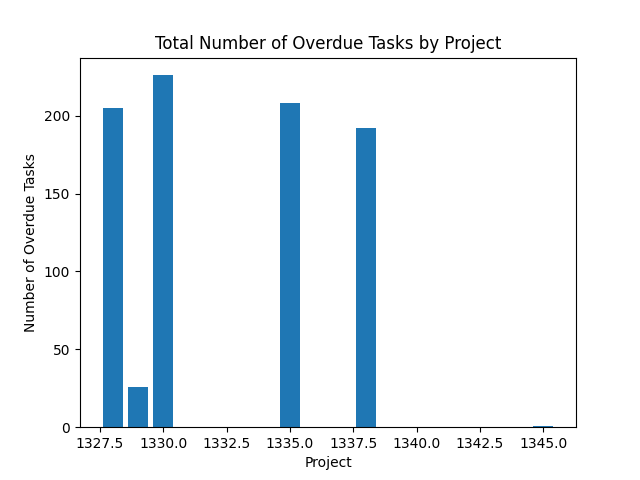 Total Number of Overdue Tasks by Project
Number of Overdue Tasks
200
150
100
50
0
1327.5 1330.0 1332.5 1335.0 1337.5 1340.0 1342.5 1345.0
Project